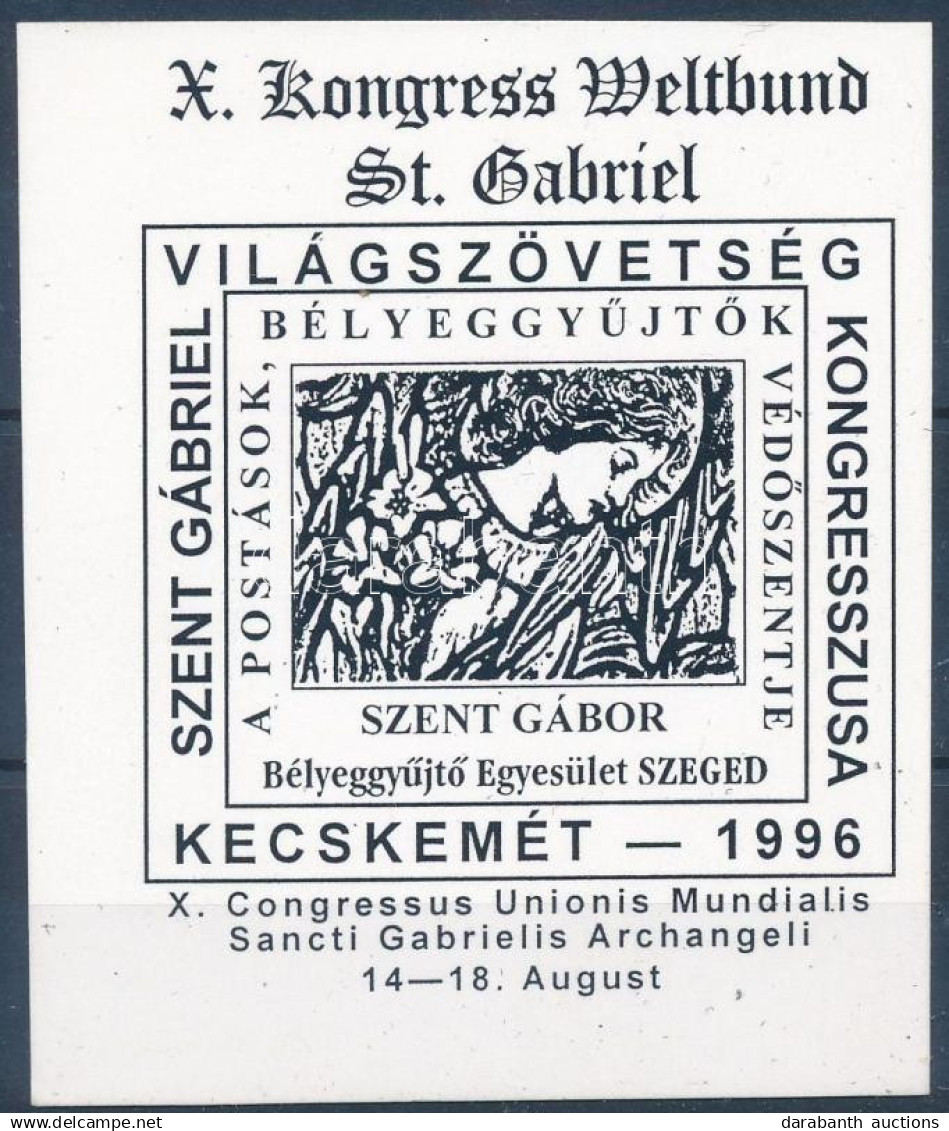 X. Kongress Weltbund
St. Gabriel
SZENT GÁBRIEL
VILÁGSZÖVETSÉG
KONGRESSZUSA
A POSTÁSOK,
BÉLYEGGYŰJTŐK
VÉDŐSZENTJE
SZENT GÁBOR
Bélyeggyűjtő Egyesület SZEGED
KECSKEMÉT — 1996
X. Congressus Unionis Mundialis
Sancti Gabrielis Archangeli
14—18. August
darabanth
darabanth auctions / delcampe.net